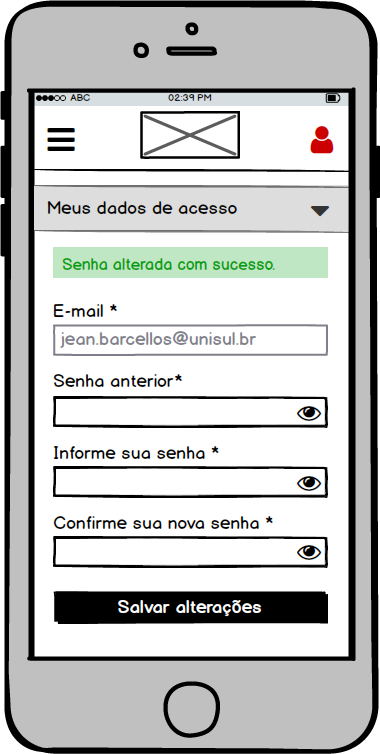 ABC 02:39 PM
Meus dados de acesso
Senha alterada com sucesso.
E-mail *
jean.barcellos@unisul.br
Senha anterior*
Informe sua senha *
Confirme sua nova senha *
Salvar alterações